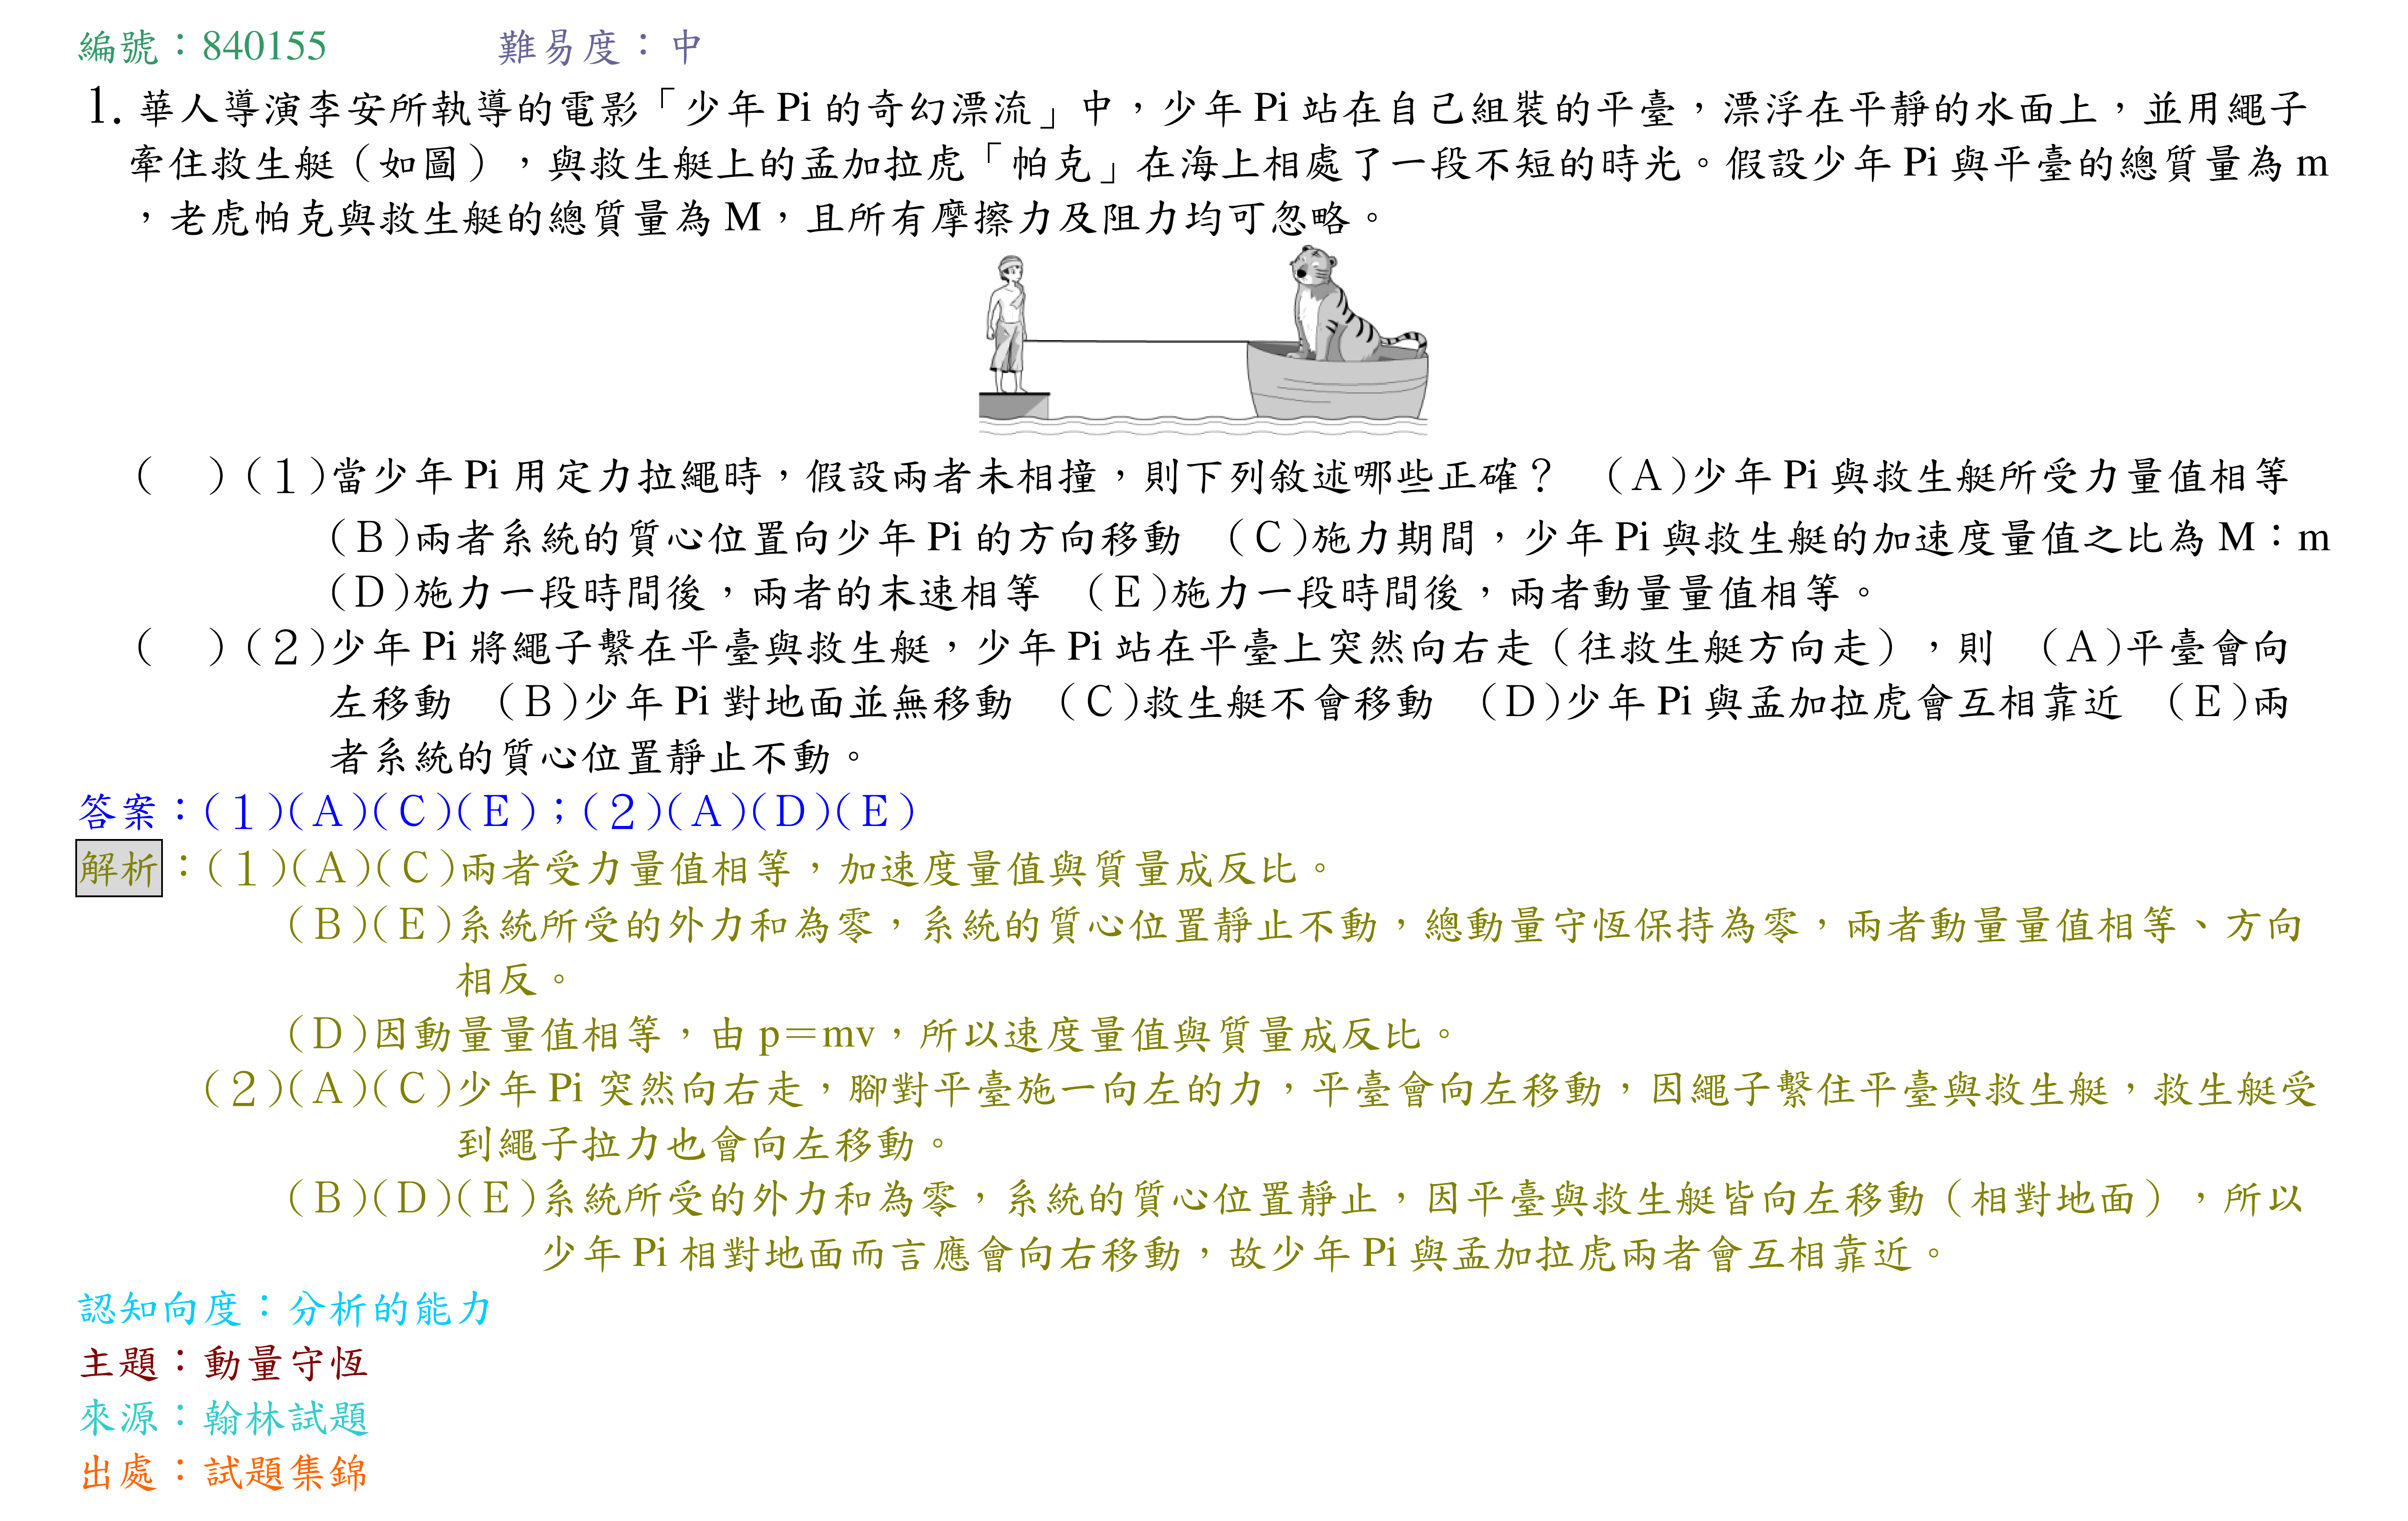 編號：840155　難易度：中
1. 華人導演李安所執導的電影「少年 Pi 的奇幻漂流」中，少年 Pi 站在自己組裝的平臺，漂浮在平靜的水面上，並用繩子
牽住救生艇（如圖），與救生艇上的孟加拉虎「帕克」在海上相處了一段不短的時光。假設少年 Pi 與平臺的總質量為 m
，老虎帕克與救生艇的總質量為 M，且所有摩擦力及阻力均可忽略。
（　）（１）當少年 Pi 用定力拉繩時，假設兩者未相撞，則下列敘述哪些正確？　（Ａ）少年 Pi 與救生艇所受力量值相等
（Ｂ）兩者系統的質心位置向少年 Pi 的方向移動　（Ｃ）施力期間，少年 Pi 與救生艇的加速度量值之比為 M：m
（Ｄ）施力一段時間後，兩者的末速相等　（Ｅ）施力一段時間後，兩者動量量值相等。
（　）（２）少年 Pi 將繩子繫在平臺與救生艇，少年 Pi 站在平臺上突然向右走（往救生艇方向走），則　（Ａ）平臺會向
左移動　（Ｂ）少年 Pi 對地面並無移動　（Ｃ）救生艇不會移動　（Ｄ）少年 Pi 與孟加拉虎會互相靠近　（Ｅ）兩
者系統的質心位置靜止不動。
答案：（１）（Ａ）（Ｃ）（Ｅ）；（２）（Ａ）（Ｄ）（Ｅ）
解析：（１）（Ａ）（Ｃ）兩者受力量值相等，加速度量值與質量成反比。
（Ｂ）（Ｅ）系統所受的外力和為零，系統的質心位置靜止不動，總動量守恆保持為零，兩者動量量值相等、方向
相反。
（Ｄ）因動量量值相等，由 p＝mv，所以速度量值與質量成反比。
（２）（Ａ）（Ｃ）少年 Pi 突然向右走，腳對平臺施一向左的力，平臺會向左移動，因繩子繫住平臺與救生艇，救生艇受
到繩子拉力也會向左移動。
（Ｂ）（Ｄ）（Ｅ）系統所受的外力和為零，系統的質心位置靜止，因平臺與救生艇皆向左移動（相對地面），所以
少年 Pi 相對地面而言應會向右移動，故少年 Pi 與孟加拉虎兩者會互相靠近。
認知向度：分析的能力
主題：動量守恆
來源：翰林試題
出處：試題集錦